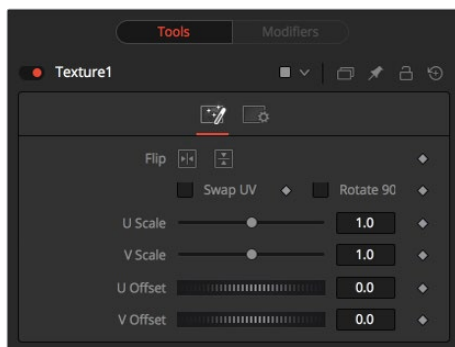 Tools Modifiers
Texture1
Flip
Swap UV Rotate 90
U Scale 1.0
V Scale 1.0
U Offset 0.0
V Offset 0.0